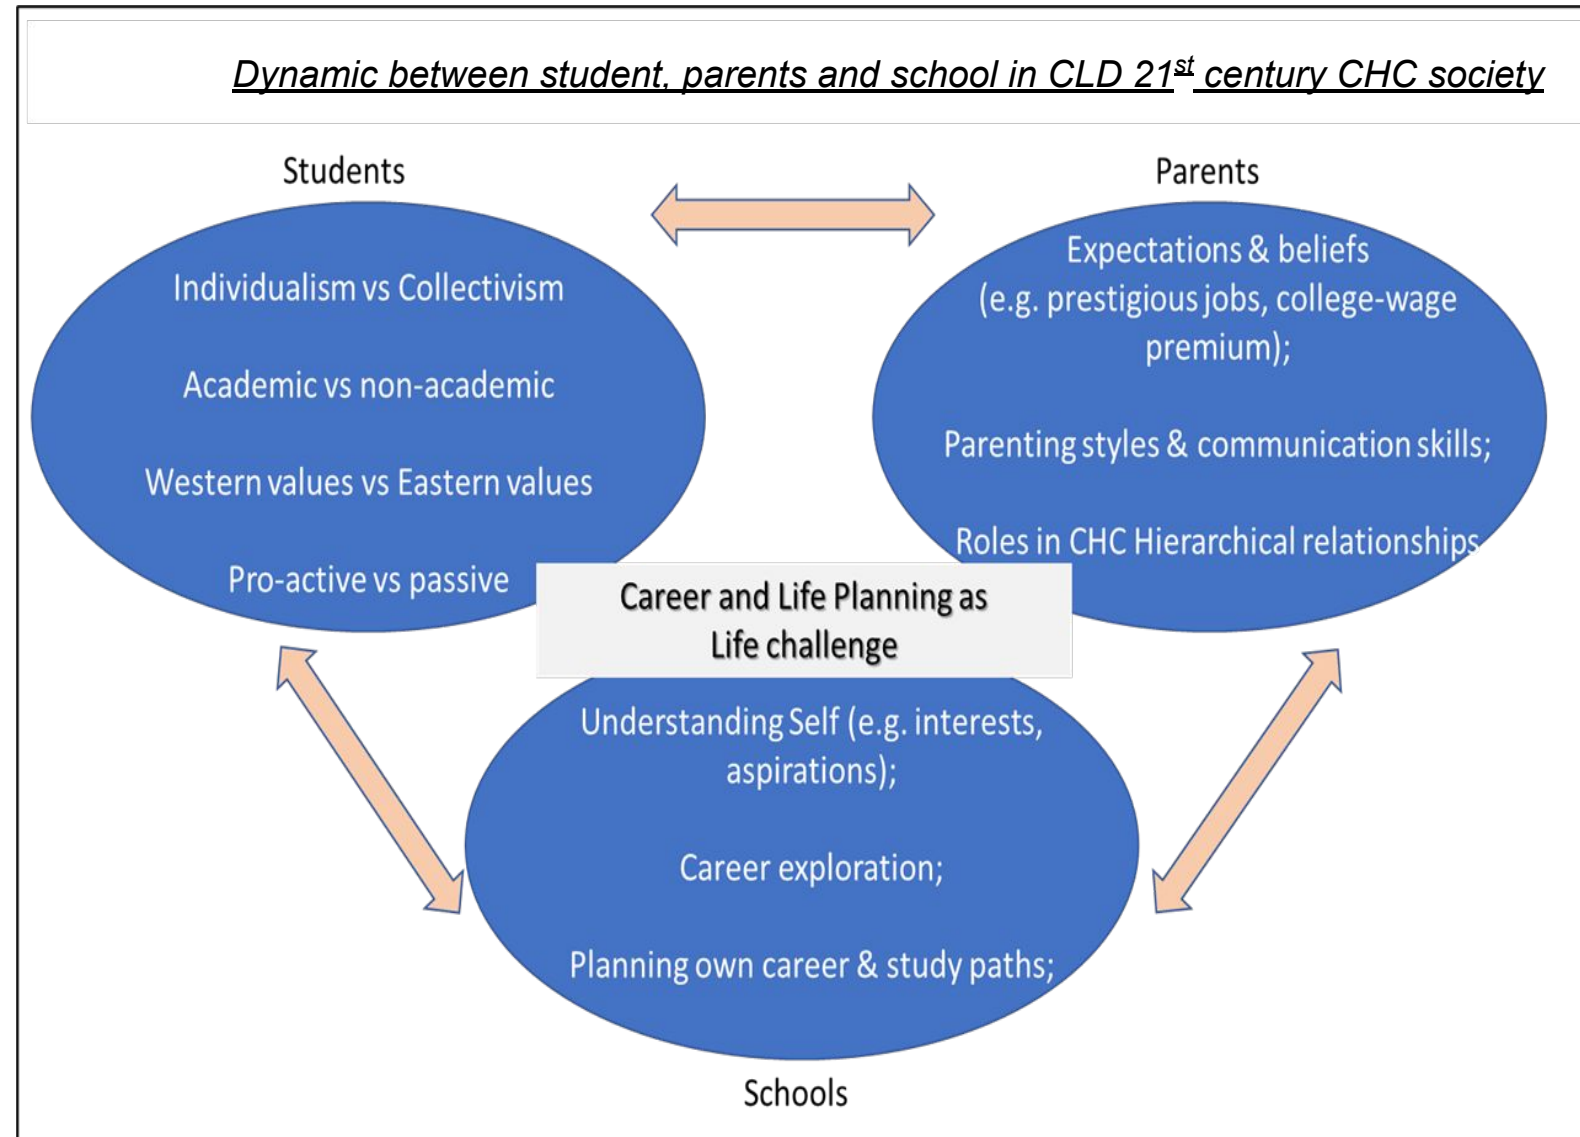 Dynamic between student, parents and school in CLD 21st century CHC society
Students
Individualism vs Collectivism
Academic vs non-academic
Western values vs Eastern values
Pro-active vs passive
Parents
Expectations & beliefs
(e.g. prestigious jobs, college-wage
premium);
Parenting styles & communication skills;
Roles in CHC Hierarchical relationships
Career and Life Planning as
Life challenge
Understanding Self (e.g. interests,
aspirations);
Career exploration;
Planning own career & study paths;
Schools